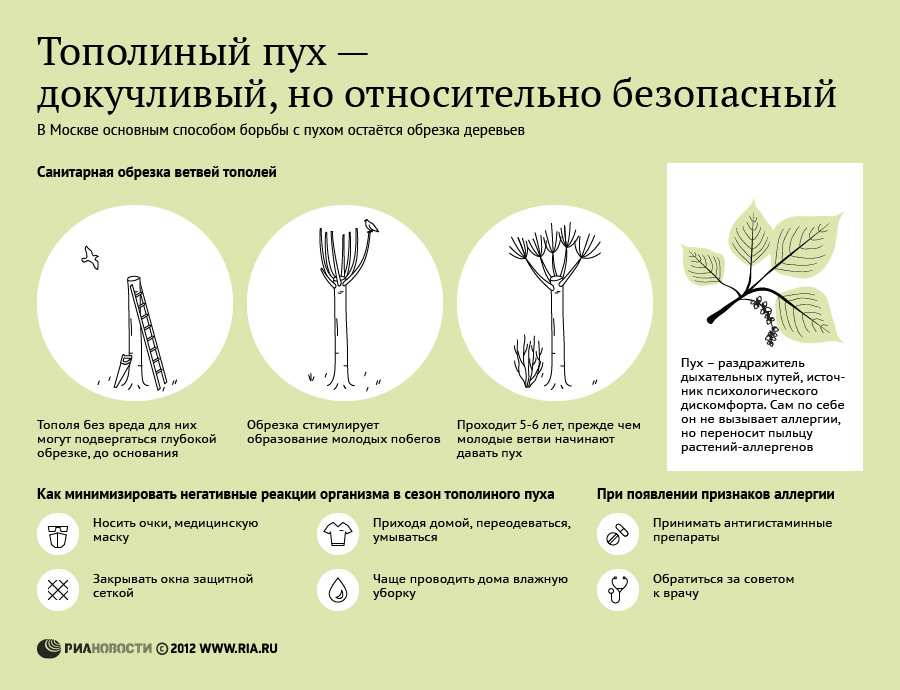 Тополиный пух —
докучливый, но относительно безопасный
В Москве основным способом борьбы с пухом остаётся обрезка деревьев
Санитарная обрезка ветвей тополей
Тополя без вреда для них
могут подвергаться глубокой
обрезке, до основания
Обрезка стимулирует
образование молодых побегов
Проходит 5-6 лет, прежде чем
молодые ветви начинают
давать пух
Пух – раздражитель
дыхательных путей, источ-
ник психологического
дискомфорта. Сам по себе
он не вызывает аллергии,
но переносит пыльцу
растений-аллергенов
Как минимизировать негативные реакции организма в сезон тополиного пуха
Носить очки, медицинскую
маску
Закрывать окна защитной
сеткой
Приходя домой, переодеваться,
умываться
Чаще проводить дома влажную
уборку
При появлении признаков аллергии
Принимать антигистаминные
препараты
Обратиться за советом
к врачу
РИАНОВОСТИ © 2012 WWW.RIA.RU